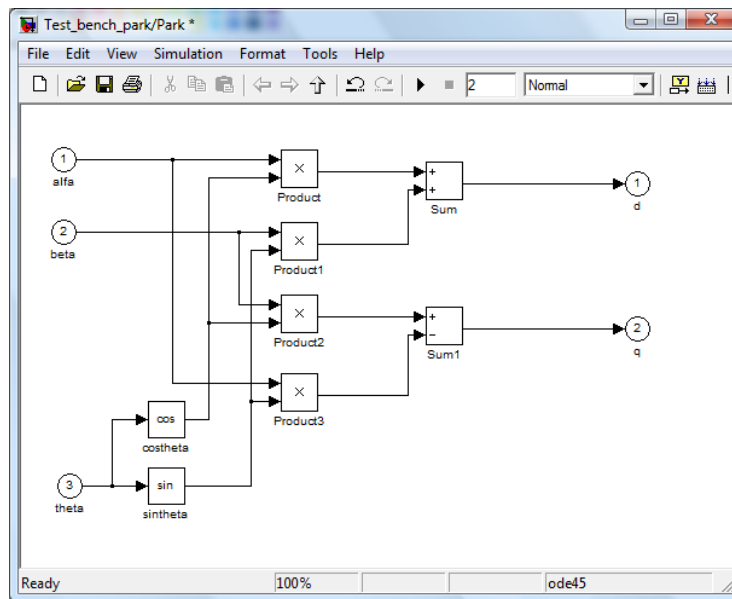 Test_bench_park/Park *
File Edit View Simulation Format Tools Help
2 Normal
1
alfa
×
Product
+
+
Sum
1
d
2
beta
×
Product1
×
Product2
+
−
Sum1
2
q
×
Product3
cos
costheta
3
theta
sin
sintheta
Ready 100% ode45